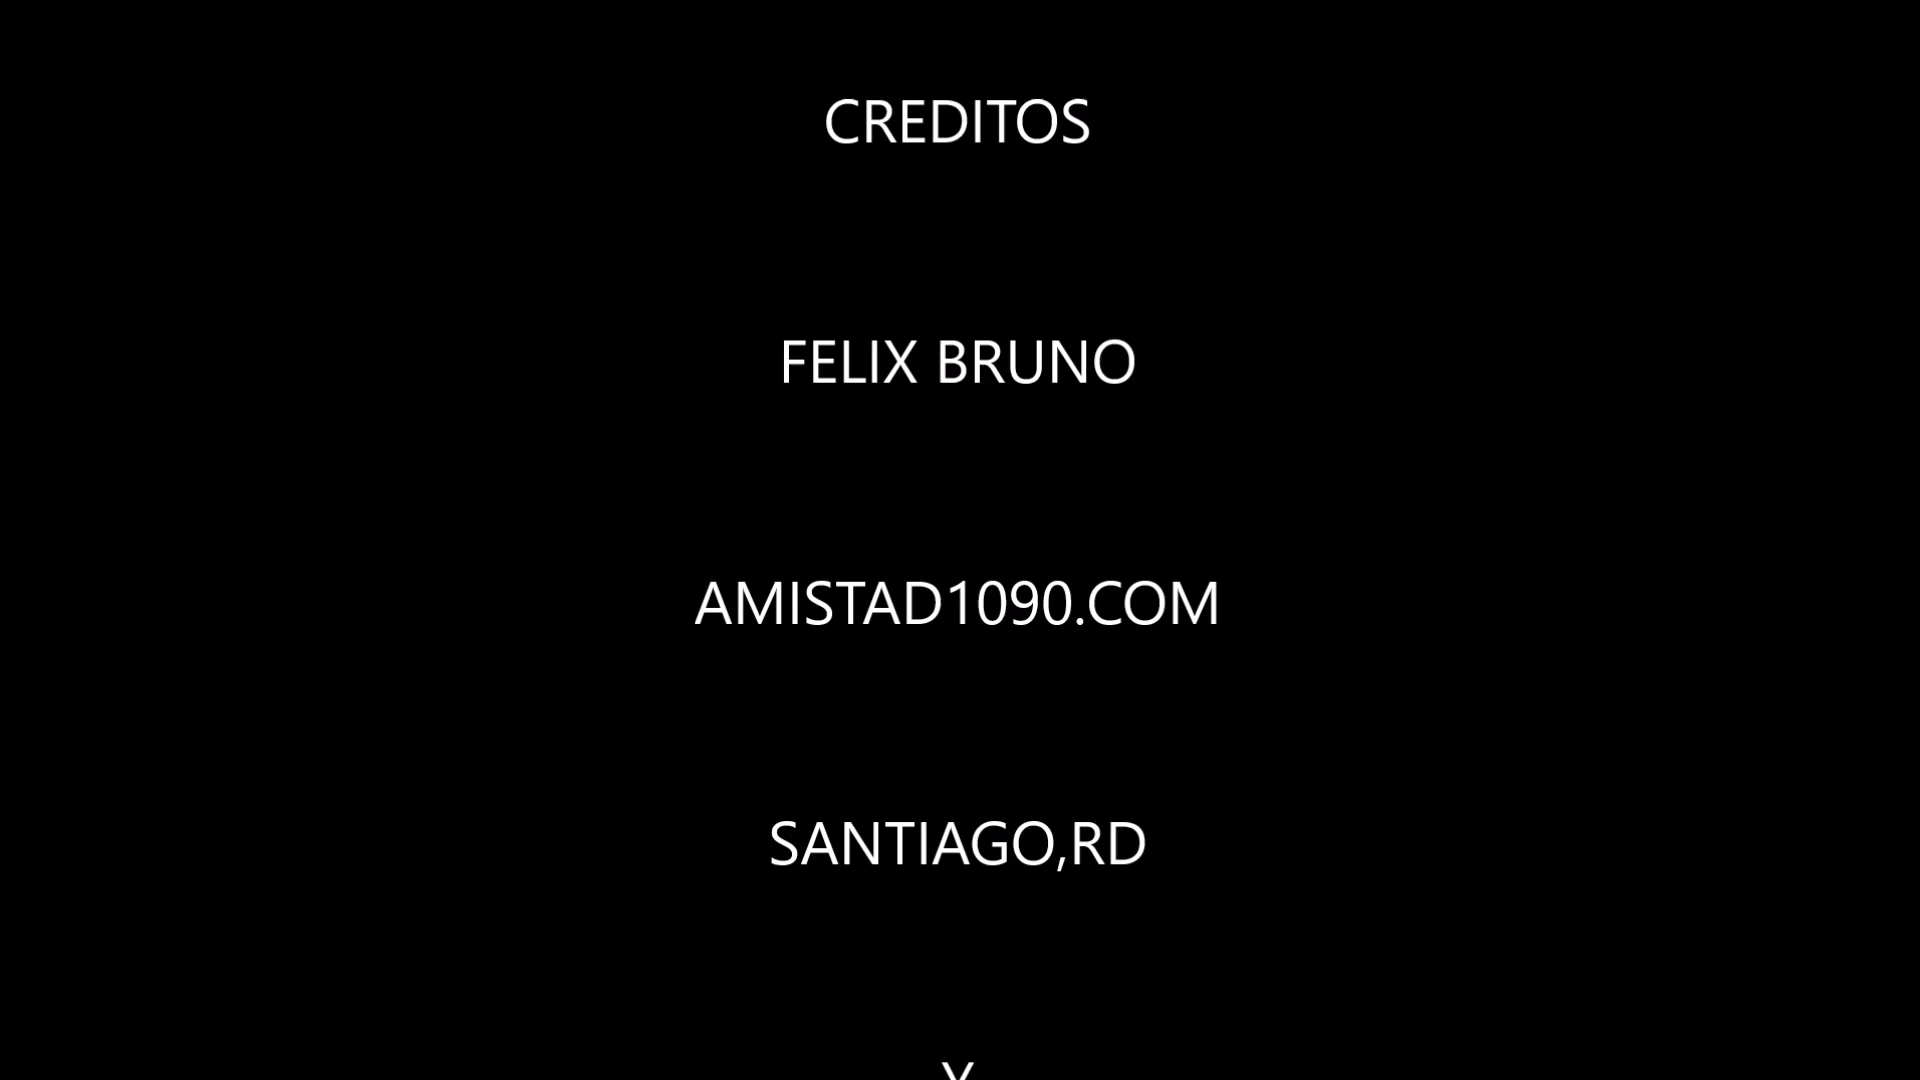 CREDITOS
FELIX BRUNO
AMISTAD1090.COM
SANTIAGO,RD
Y